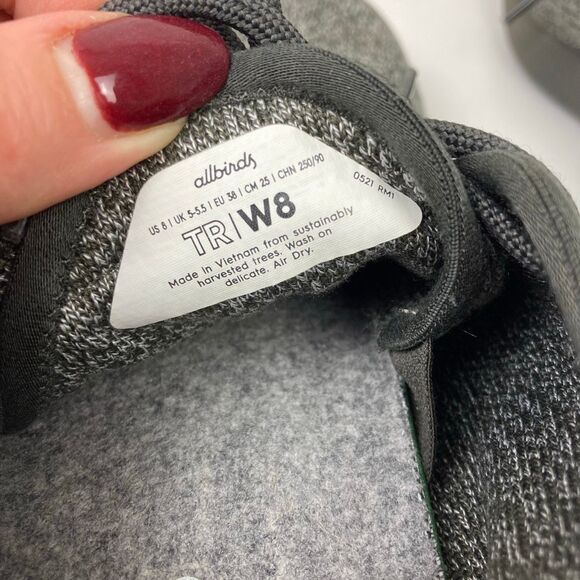 allbirds
US 8 | UK 5-5.5 | EU 38 | CM 25 | CHN 250/90
TR|W8
0521 RM1
Made in Vietnam from sustainably
harvested trees. Wash on
delicate. Air Dry.